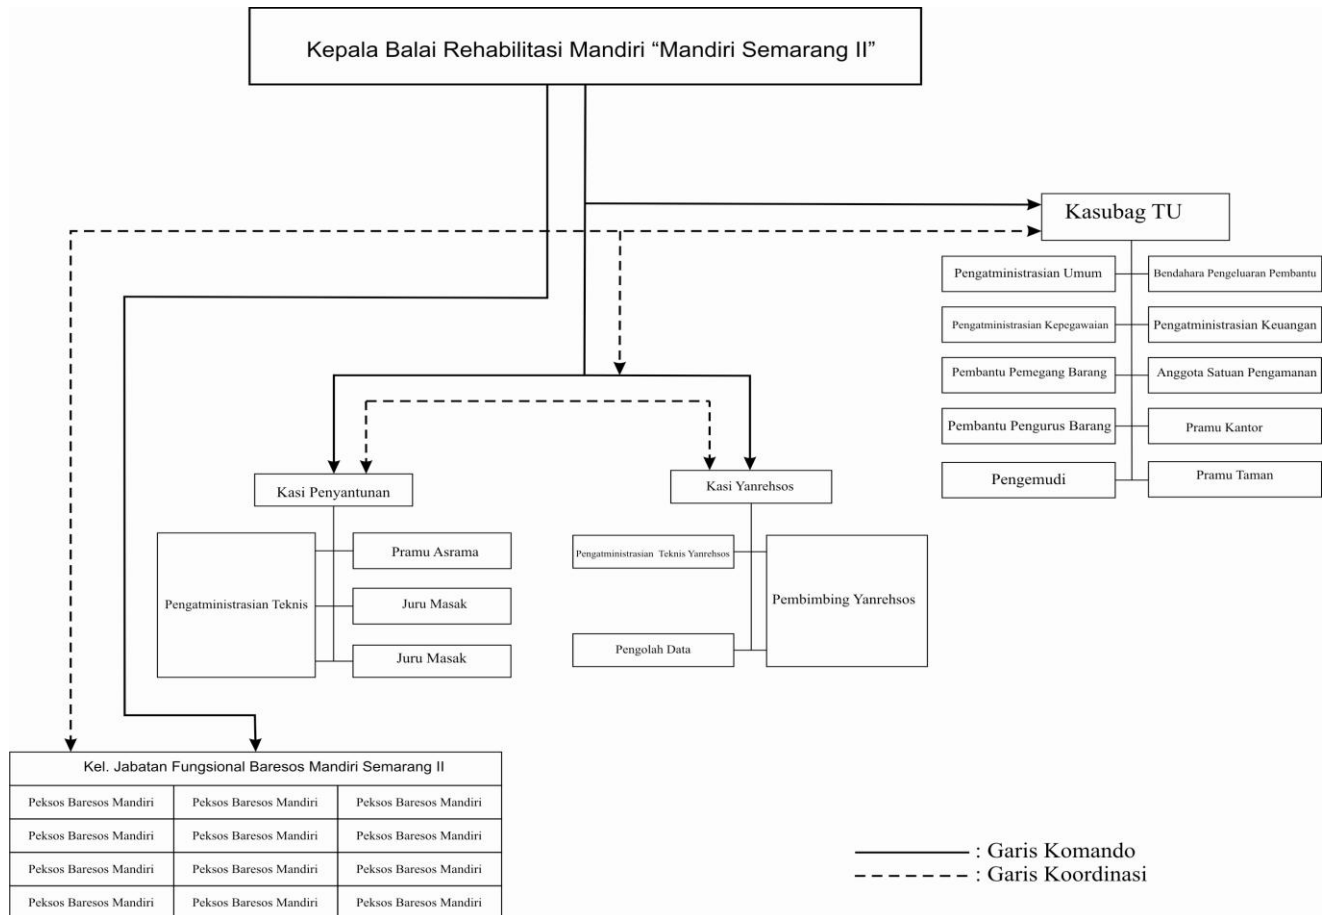 Kepala Balai Rehabilitasi Mandiri “Mandiri Semarang II”
Kasubag TU
Pengatministrasian Umum
Bendahara Pengeluaran Pembantu
Pengatministrasian Kepegawaian
Pengatministrasian Keuangan
Pembantu Pemegang Barang
Anggota Satuan Pengamanan
Pembantu Pengurus Barang
Pramu Kantor
Pengemudi
Pramu Taman
Kasi Penyantunan
Pengatministrasian Teknis
Pramu Asrama
Juru Masak
Juru Masak
Kasi Yanrehsos
Pengatministrasian Teknis Yanrehsos
Pembimbing Yanrehsos
Pengolah Data
Kel. Jabatan Fungsional Baresos Mandiri Semarang II
Peksos Baresos Mandiri
Peksos Baresos Mandiri
Peksos Baresos Mandiri
Peksos Baresos Mandiri
Peksos Baresos Mandiri
Peksos Baresos Mandiri
Peksos Baresos Mandiri
Peksos Baresos Mandiri
Peksos Baresos Mandiri
Peksos Baresos Mandiri
Peksos Baresos Mandiri
Peksos Baresos Mandiri
: Garis Komando
: Garis Koordinasi